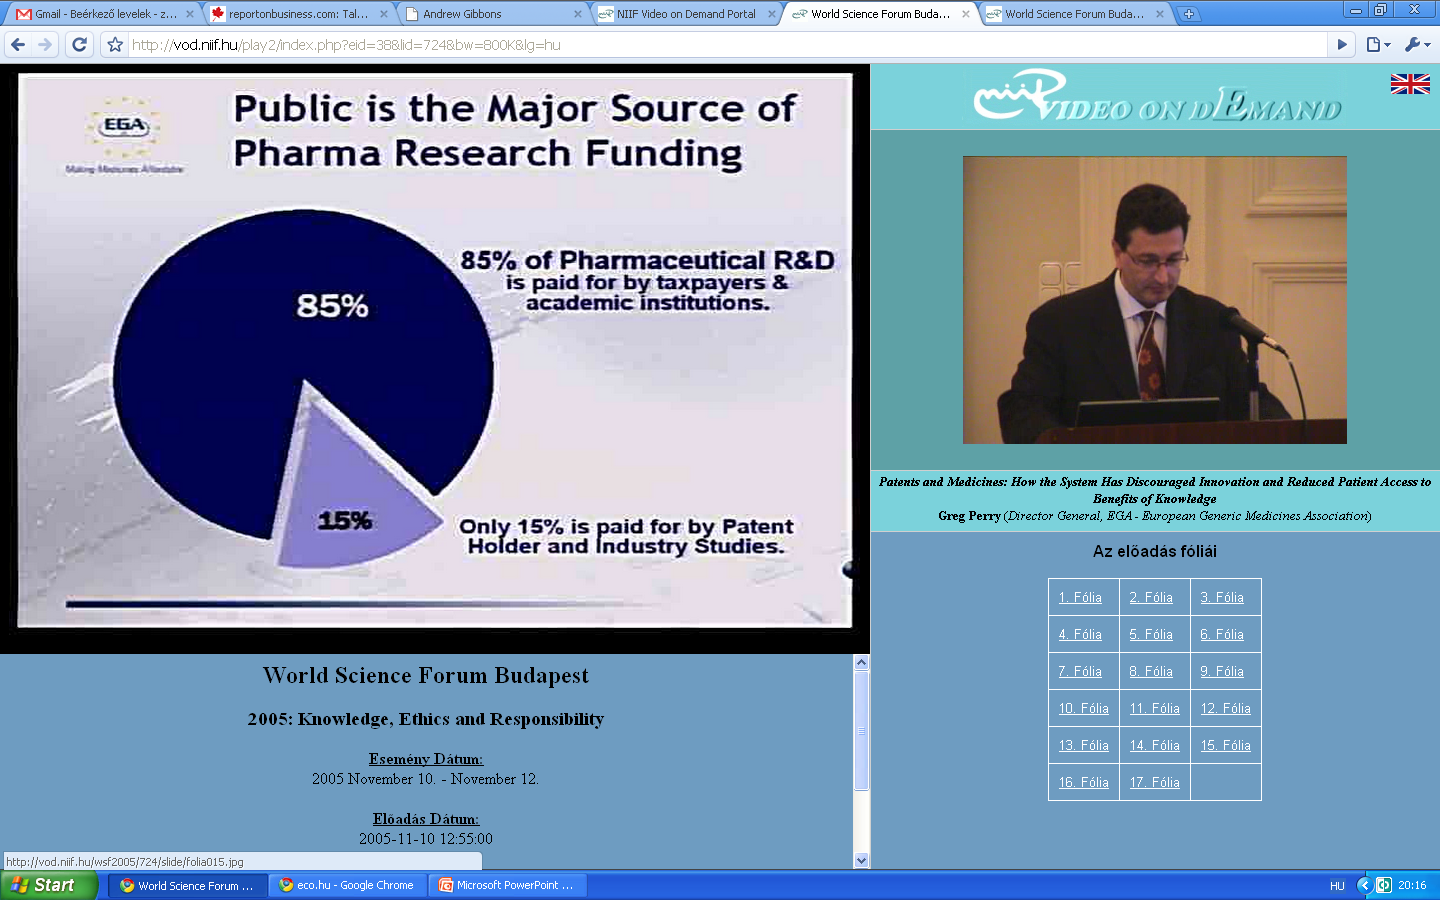 Gmail - Beérkező levelek - z...
reportonbusiness.com: Tal...
Andrew Gibbons
NIIF Video on Demand Portal
World Science Forum Buda...
World Science Forum Buda...
http://vod.niif.hu/play2/index.php?eid=38&lid=724&bw=800K&lg=hu
EGA
Making Medicines Affordable
Public is the Major Source of
Pharma Research Funding
85%
85% of Pharmaceutical R&D
is paid for by taxpayers &
academic institutions.
15%
Only 15% is paid for by Patent
Holder and Industry Studies.
VIDEO ON dEMAND
Patents and Medicines: How the System Has Discouraged Innovation and Reduced Patient Access to
Benefits of Knowledge
Greg Perry (Director General, EGA - European Generic Medicines Association)
Az előadás fóliái
1. Fólia 2. Fólia 3. Fólia
4. Fólia 5. Fólia 6. Fólia
7. Fólia 8. Fólia 9. Fólia
10. Fólia 11. Fólia 12. Fólia
13. Fólia 14. Fólia 15. Fólia
16. Fólia 17. Fólia
World Science Forum Budapest
2005: Knowledge, Ethics and Responsibility
Esemény Dátum:
2005 November 10. - November 12.
Előadás Dátum:
2005-11-10 12:55:00
http://vod.niif.hu/wsf2005/724/slide/folia015.jpg
Start
World Science Forum ...
eco.hu - Google Chrome
Microsoft PowerPoint ...
HU
20:16